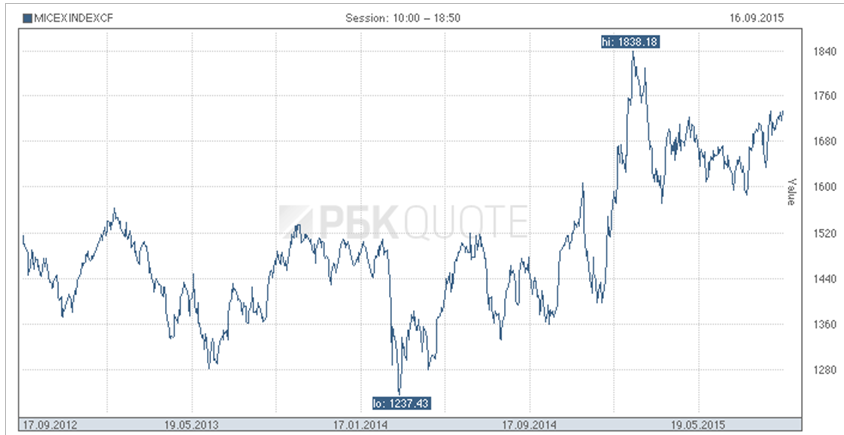 MICEXINDEXCF Session: 10:00 – 18:50 16.09.2015
hi: 1838.18
1840
1760
1680
1600
Value
РБК QUOTE
1520
1440
1360
1280
lo: 1237.43
17.09.2012 19.05.2013 17.01.2014 17.09.2014 19.05.2015